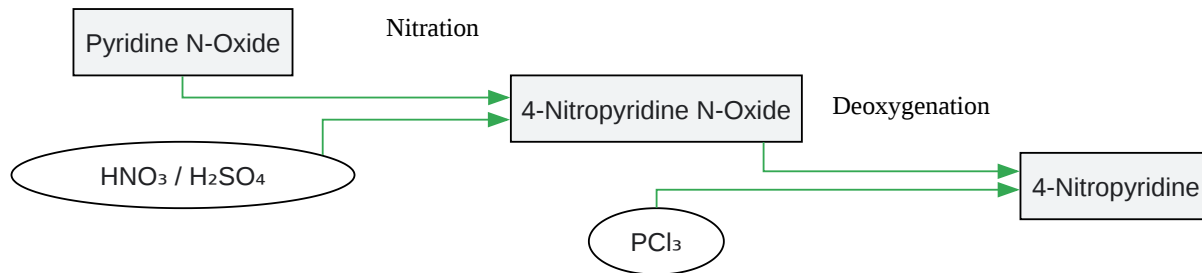 Pyridine N-Oxide
Nitration
HNO₃ / H₂SO₄
4-Nitropyridine N-Oxide
Deoxygenation
PCl₃
4-Nitropyridine